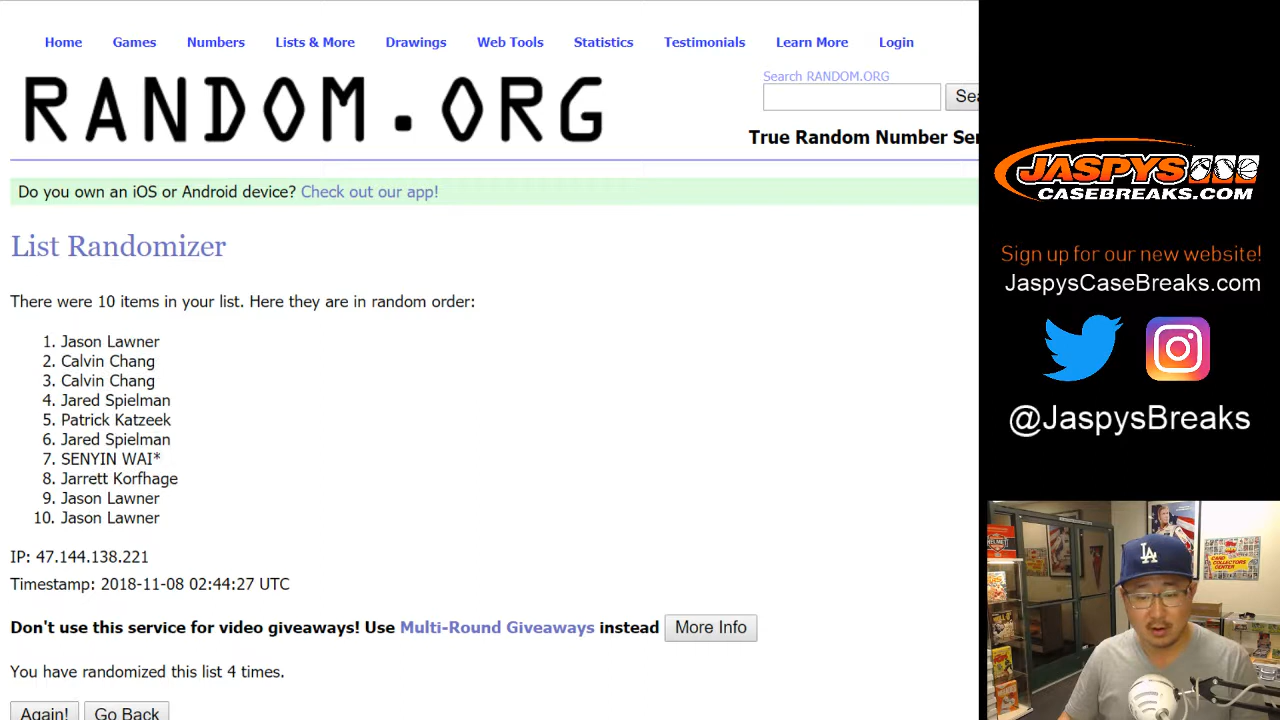 Home Games Numbers Lists & More Drawings Web Tools Statistics Testimonials Learn More Login
RANDOM.ORG
Search RANDOM.ORG
True Random Number
Do you own an iOS or Android device? Check out our app!
List Randomizer
There were 10 items in your list. Here they are in random order:
1. Jason Lawner
2. Calvin Chang
3. Calvin Chang
4. Jared Spielman
5. Patrick Katzeek
6. Jared Spielman
7. SENYIN WAI*
8. Jarrett Korfhage
9. Jason Lawner
10. Jason Lawner
IP: 47.144.138.221
Timestamp: 2018-11-08 02:44:27 UTC
Don't use this service for video giveaways! Use Multi-Round Giveaways instead More Info
You have randomized this list 4 times.
Again! Go Back
JASPYS
CASEBREAKS.COM
Sign up for our new website!
JaspysCaseBreaks.com
@JaspysBreaks
LA